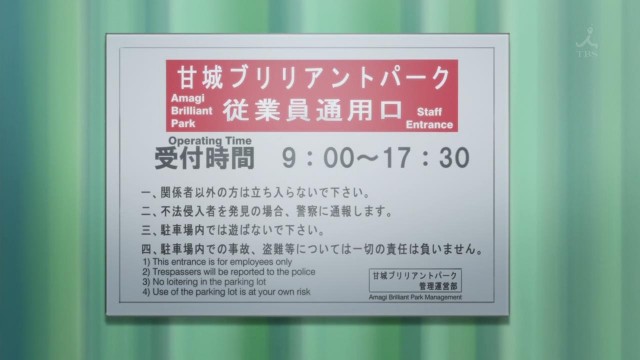 TBS
甘城ブリリアントパーク
Amagi
Brilliant
Park
従業員通用口
Staff
Entrance
Operating Time
受付時間 9：00～17：30
一、関係者以外の方は立ち入らないで下さい。
二、不法侵入者を発見の場合、警察に通報します。
三、駐車場内では遊ばないで下さい。
四、駐車場内での事故、盗難等については一切の責任は負いません。
1) This entrance is for employees only
2) Trespassers will be reported to the police
3) No loitering in the parking lot
4) Use of the parking lot is at your own risk
甘城ブリリアントパーク
管理運営部
Amagi Brilliant Park Management